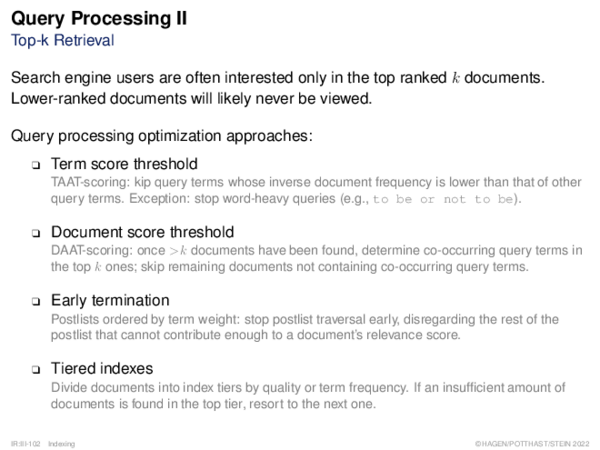 Query Processing II
Top-k Retrieval
Search engine users are often interested only in the top ranked k documents.
Lower-ranked documents will likely never be viewed.
Query processing optimization approaches:
❑ Term score threshold
TAAT-scoring: kip query terms whose inverse document frequency is lower than that of other
query terms. Exception: stop word-heavy queries (e.g., to be or not to be).
❑ Document score threshold
DAAT-scoring: once >k documents have been found, determine co-occurring query terms in
the top k ones; skip remaining documents not containing co-occurring query terms.
❑ Early termination
Postlists ordered by term weight: stop postlist traversal early, disregarding the rest of the
postlist that cannot contribute enough to a document's relevance score.
❑ Tiered indexes
Divide documents into index tiers by quality or term frequency. If an insufficient amount of
documents is found in the top tier, resort to the next one.
IR:III-102 Indexing ©HAGEN/POTTHAST/STEIN 2022